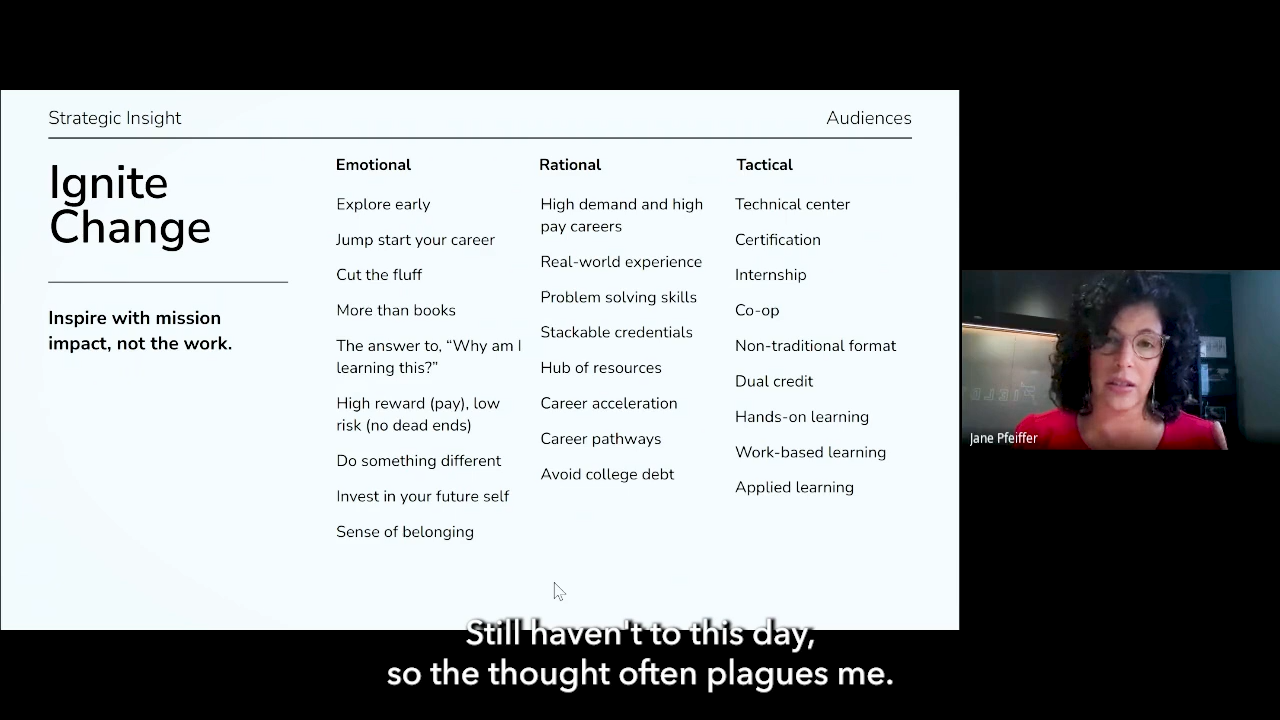 Strategic Insight
Audiences
Ignite
Change
Inspire with mission
impact, not the work.
Emotional
Explore early
Jump start your career
Cut the fluff
More than books
The answer to, “Why am I
learning this?”
High reward (pay), low
risk (no dead ends)
Do something different
Invest in your future self
Sense of belonging
Rational
High demand and high
pay careers
Real-world experience
Problem solving skills
Stackable credentials
Hub of resources
Career acceleration
Career pathways
Avoid college debt
Tactical
Technical center
Certification
Internship
Co-op
Non-traditional format
Dual credit
Hands-on learning
Work-based learning
Applied learning
Jane Pfeiffer
Still haven't to this day,
so the thought often plagues me.